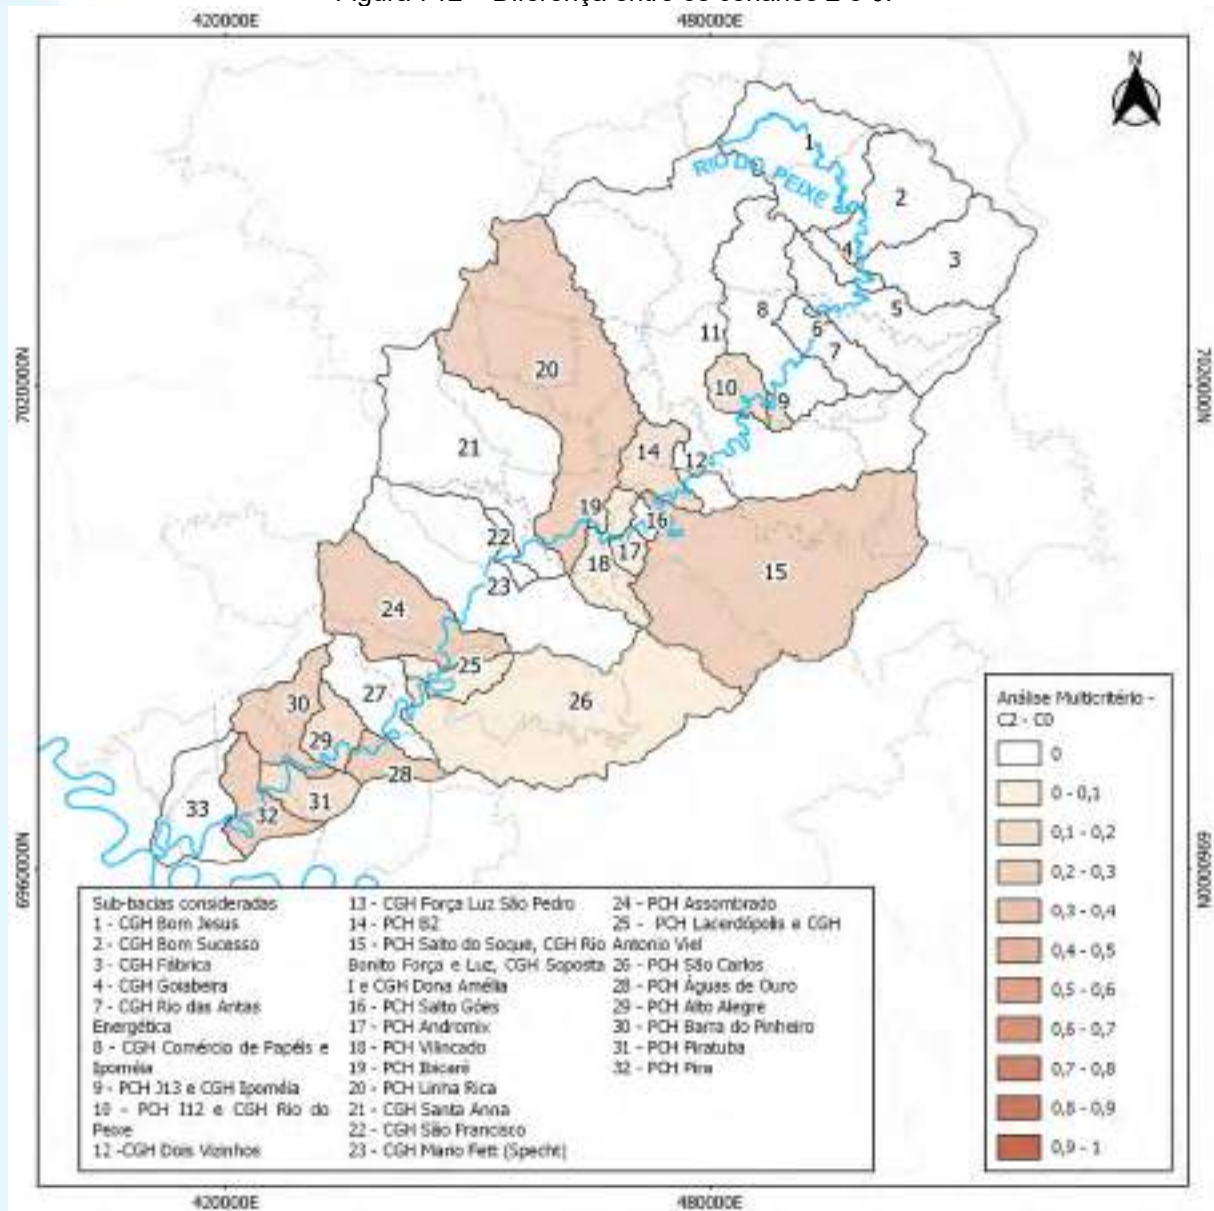 420000E
480000E
N
RIO DO PEIXE
1
2
3
4
5
6
7
8
9
10
11
12
14
15
16
17
18
19
20
21
22
23
24
25
26
27
28
29
30
31
32
33
7020000N
7020000N
6960000N
6960000N
Análise Multicritério -
C2 - C0
0
0 - 0,1
0,1 - 0,2
0,2 - 0,3
0,3 - 0,4
0,4 - 0,5
0,5 - 0,6
0,6 - 0,7
0,7 - 0,8
0,8 - 0,9
0,9 - 1
Sub-bacias consideradas
1 - CGH Bom Jesus
2 - CGH Bom Sucesso
3 - CGH Fábrica
4 - CGH Goiabeira
7 - CGH Rio das Antas
Energética
8 - CGH Comércio de Papéis e
Ipoméia
9 - PCH J13 e CGH Ipoméia
10 - PCH I12 e CGH Rio do
Peixe
12 -CGH Dois Vizinhos
13 - CGH Força Luz São Pedro
14 - PCH B2
15 - PCH Salto do Soque, CGH Rio
Bonito Força e Luz, CGH Soposta
I e CGH Dona Amélia
16 - PCH Salto Góes
17 - PCH Andromix
18 - PCH Vilincado
19 - PCH Ibicaré
20 - PCH Linha Rica
21 - CGH Santa Anna
22 - CGH São Francisco
23 - CGH Mario Fett (Specht)
24 - PCH Assombrado
25 - PCH Lacerdópolis e CGH
Antonio Viel
26 - PCH São Carlos
28 - PCH Águas de Ouro
29 - PCH Alto Alegre
30 - PCH Barra do Pinheiro
31 - PCH Piratuba
32 - PCH Pira
420000E
480000E